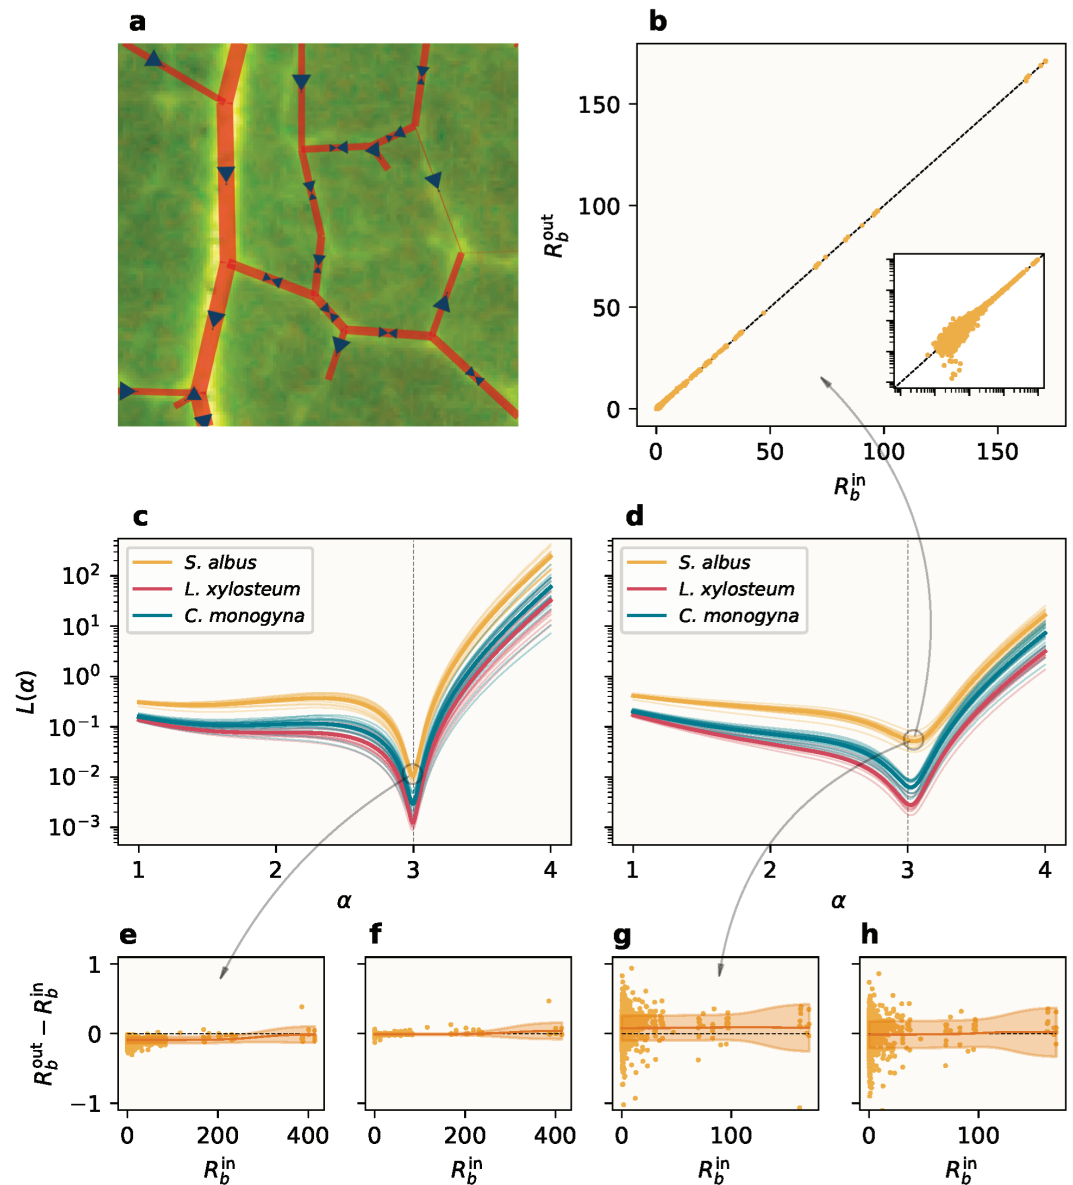 a
b
150
100
50
0
R_b^out
0
50
100
150
R_b^in
c
d
S. albus
L. xylosteum
C. monogyna
S. albus
L. xylosteum
C. monogyna
10^2
10^1
10^0
10^−1
10^−2
10^−3
L(α)
1
2
3
4
1
2
3
4
α
α
e
f
g
h
1
0
−1
R_b^out − R_b^in
0
200
400
0
200
400
0
100
0
100
R_b^in
R_b^in
R_b^in
R_b^in